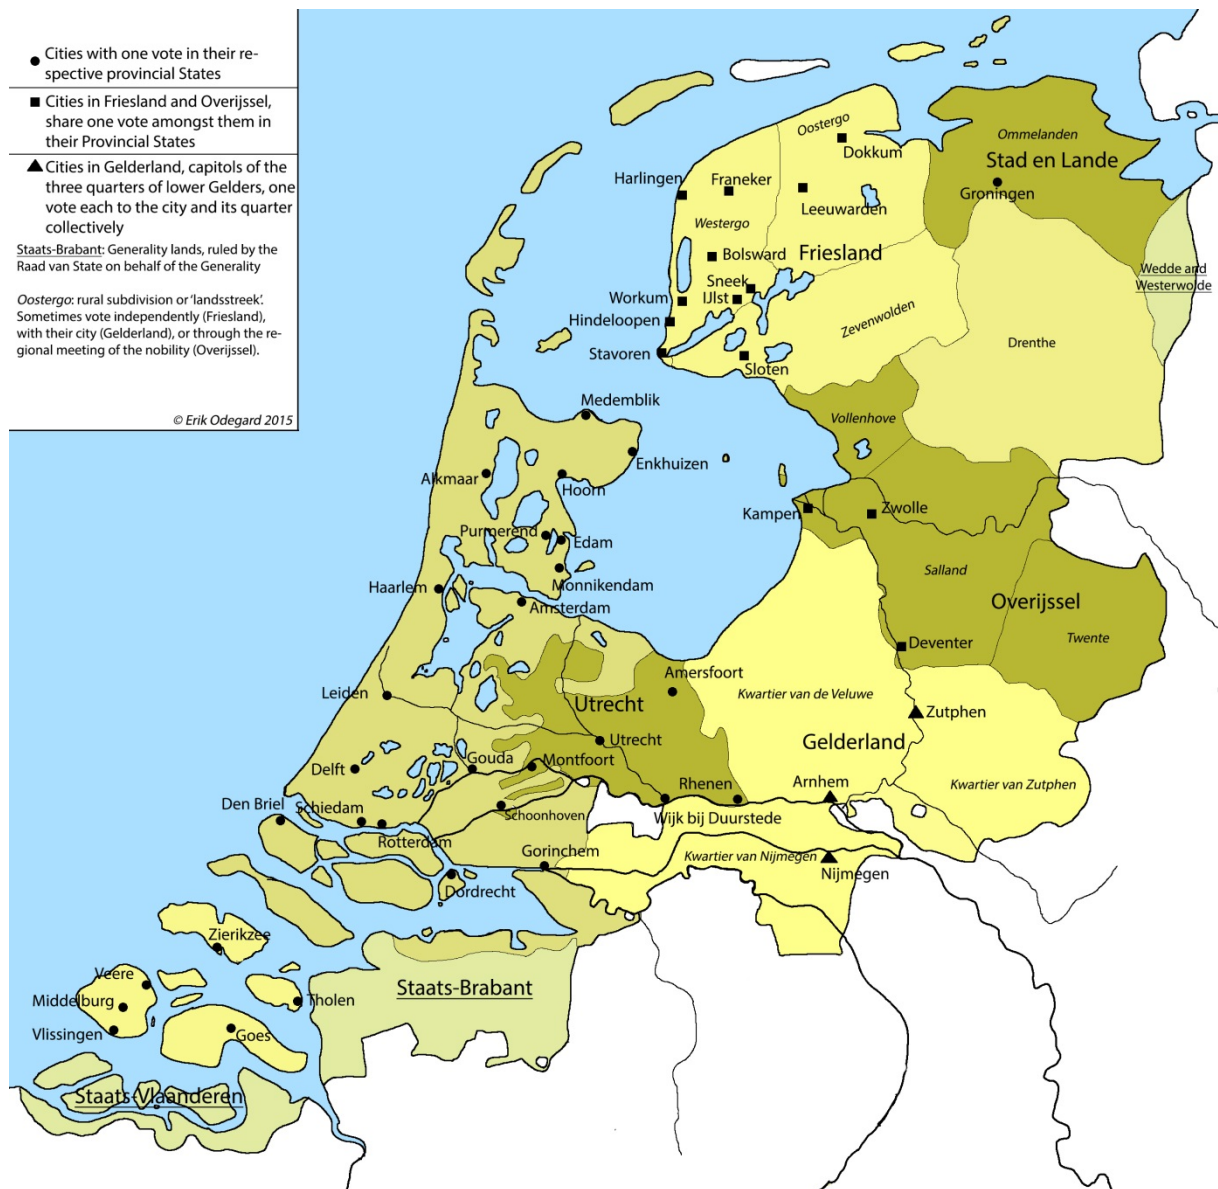 Cities with one vote in their re-
spective provincial States
Cities in Friesland and Overijssel,
share one vote amongst them in
their Provincial States
Cities in Gelderland, capitols of the
three quarters of lower Gelders, one
vote each to the city and its quarter
collectively
Staats-Brabant: Generality lands, ruled by the
Raad van State on behalf of the Generality
Oostergo: rural subdivision or 'landsstreek'.
Sometimes vote independently (Friesland),
with their city (Gelderland), or through the re-
gional meeting of the nobility (Overijssel).
© Erik Odegard 2015
Oostergo
Dokkum
Ommelanden
Stad en Lande
Groningen
Harlingen
Franeker
Leeuwarden
Westergo
Bolsward
Friesland
Sneek
IJlst
Workum
Hindeloopen
Stavoren
Sloten
Zevenwolden
Wedde and
Westerwolde
Drenthe
Medemblik
Enkhuizen
Alkmaar
Hoorn
Vollenhove
Kampen
Zwolle
Purmerend
Edam
Monnikendam
Haarlem
Amsterdam
Salland
Overijssel
Twente
Deventer
Leiden
Amersfoort
Utrecht
Kwartier van de Veluwe
Zutphen
Utrecht
Gelderland
Gouda
Montfoort
Delft
Rhenen
Arnhem
Kwartier van Zutphen
Den Briel
Schiedam
Schoonhoven
Wijk bij Duurstede
Rotterdam
Gorinchem
Kwartier van Nijmegen
Nijmegen
Dordrecht
Zierikzee
Veere
Middelburg
Tholen
Staats-Brabant
Vlissingen
Goes
Staats-Vlaanderen